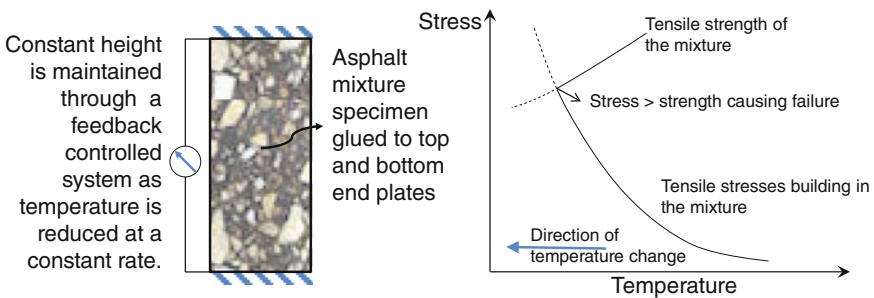 Constant height
is maintained
through a
feedback
controlled
system as
temperature is
reduced at a
constant rate.
Asphalt
mixture
specimen
glued to top
and bottom
end plates
Stress
Tensile strength of
the mixture
Stress > strength causing failure
Tensile stresses building in
the mixture
Direction of
temperature change
Temperature